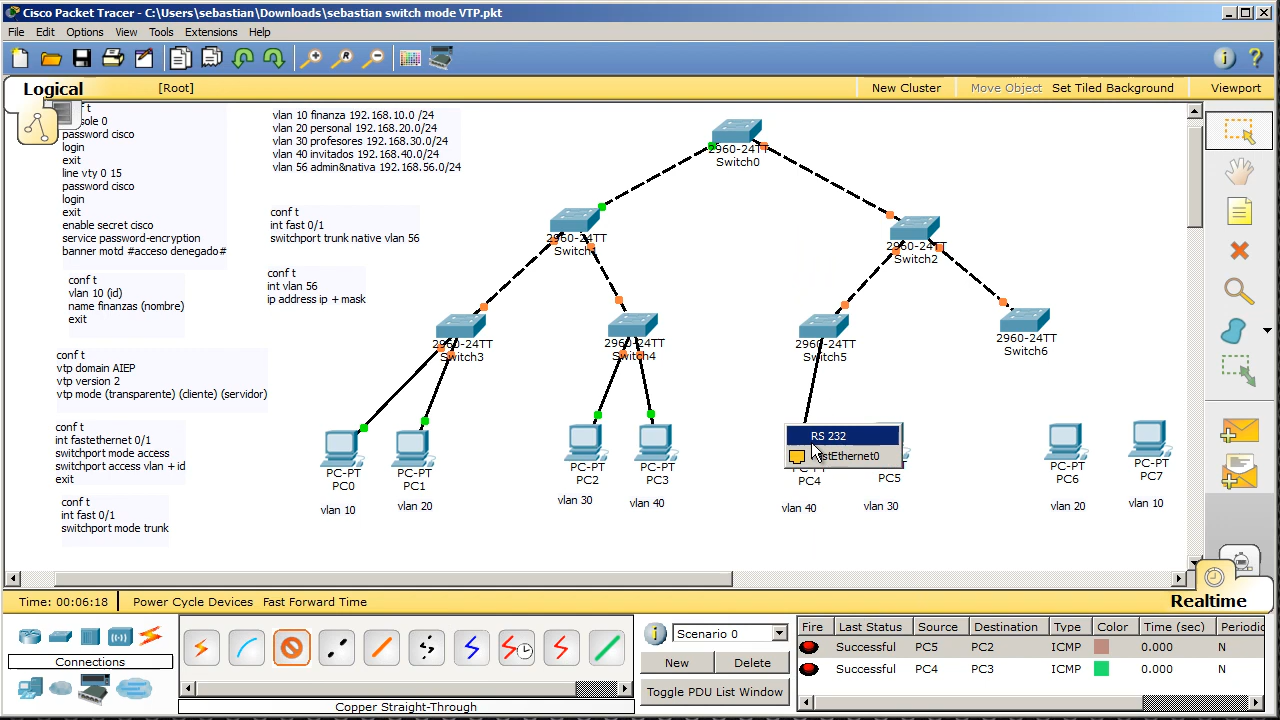 Cisco Packet Tracer - C:\Users\sebastian\Downloads\sebastian switch mode VTP.pkt
File Edit Options View Tools Extensions Help
Logical [Root] New Cluster Move Object Set Tiled Background Viewport
password cisco
login
exit
line vty 0 15
password cisco
login
exit
enable secret cisco
service password-encryption
banner motd #acceso denegado#
conf t
vlan 10 (id)
name finanzas (nombre)
exit
conf t
vtp domain AIEP
vtp version 2
vtp mode (transparente) (cliente) (servidor)
conf t
int fastethernet 0/1
switchport mode access
switchport access vlan + id
exit
conf t
int fast 0/1
switchport mode trunk
vlan 10 finanza 192.168.10.0 /24
vlan 20 personal 192.168.20.0/24
vlan 30 profesores 192.168.30.0/24
vlan 40 invitados 192.168.40.0/24
vlan 56 admin&nativa 192.168.56.0/24
conf t
int fast 0/1
switchport trunk native vlan 56
conf t
int vlan 56
ip address ip + mask
2960-24TT
Switch0
2960-24TT
2960-24TT
Switch2
2960-24TT
Switch3
2960-24TT
Switch4
2960-24TT
Switch5
2960-24TT
Switch6
RS 232
PC-PT
PC0
vlan 10
PC-PT
PC1
vlan 20
PC-PT
PC2
vlan 30
PC-PT
PC3
vlan 40
PC4
vlan 40
PC5
vlan 30
PC-PT
PC6
vlan 20
PC-PT
PC7
vlan 10
Time: 00:06:18 Power Cycle Devices Fast Forward Time Realtime
Connections
Copper Straight-Through
Scenario 0
New Delete
Toggle PDU List Window
Fire Last Status Source Destination Type Color Time (sec) Periodic
Successful PC5 PC2 ICMP 0.000 N
Successful PC4 PC3 ICMP 0.000 N